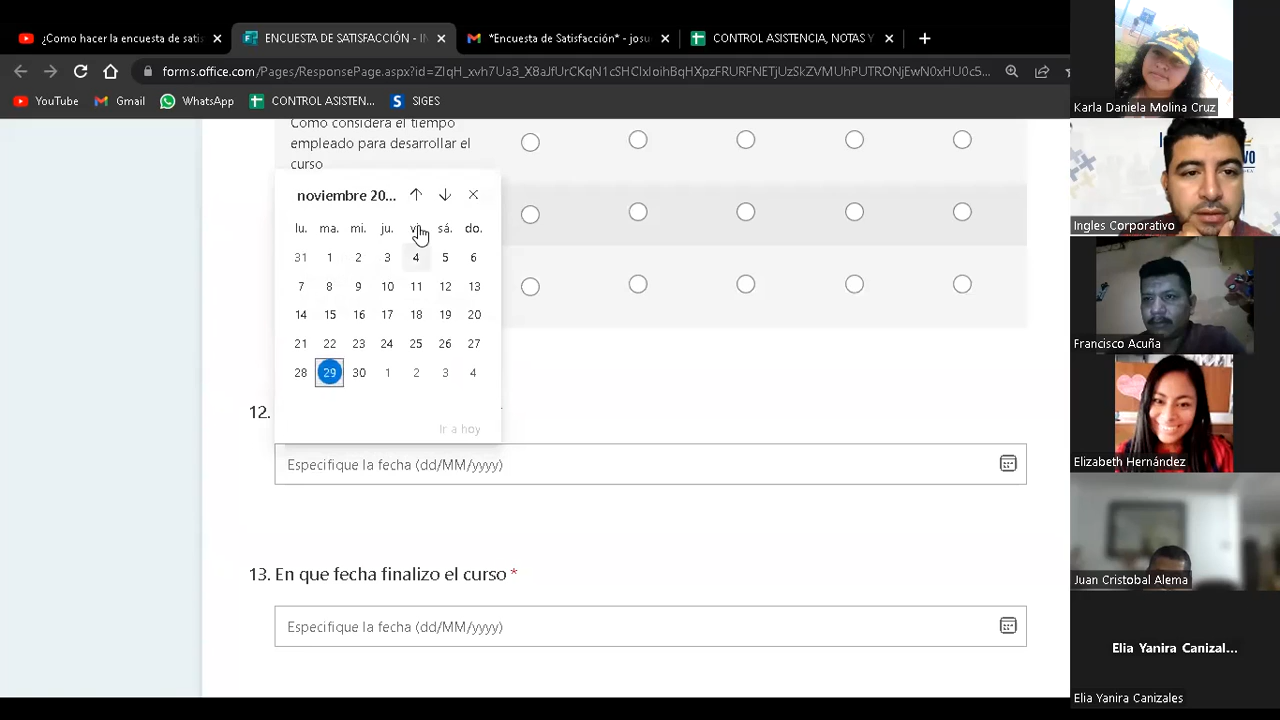 ¿Como hacer la encuesta de satis
ENCUESTA DE SATISFACCIÓN - IN
*Encuesta de Satisfacción* - josu
CONTROL ASISTENCIA, NOTAS Y
forms.office.com/Pages/ResponsePage.aspx?id=ZIqH_xvh7Ua3_X8aJfUrCKqN1cSHCIxJoihBqHXpzFRURFNETjUzSkZVMUhPUTRONjEwN0xHU0c5...
YouTube
Gmail
WhatsApp
CONTROL ASISTEN...
SIGES
Como considera el tiempo
empleado para desarrollar el
curso
noviembre 20...
lu. ma. mi. ju. sá. do.
31 1 2 3 4 5 6
7 8 9 10 11 12 13
14 15 16 17 18 19 20
21 22 23 24 25 26 27
28 29 30 1 2 3 4
Ir a hoy
12.
Especifique la fecha (dd/MM/yyyy)
13. En que fecha finalizo el curso *
Especifique la fecha (dd/MM/yyyy)
Karla Daniela Molina Cruz
Ingles Corporativo
Francisco Acuña
Elizabeth Hernández
Juan Cristobal Alema
Elia Yanira Canizal...
Elia Yanira Canizales